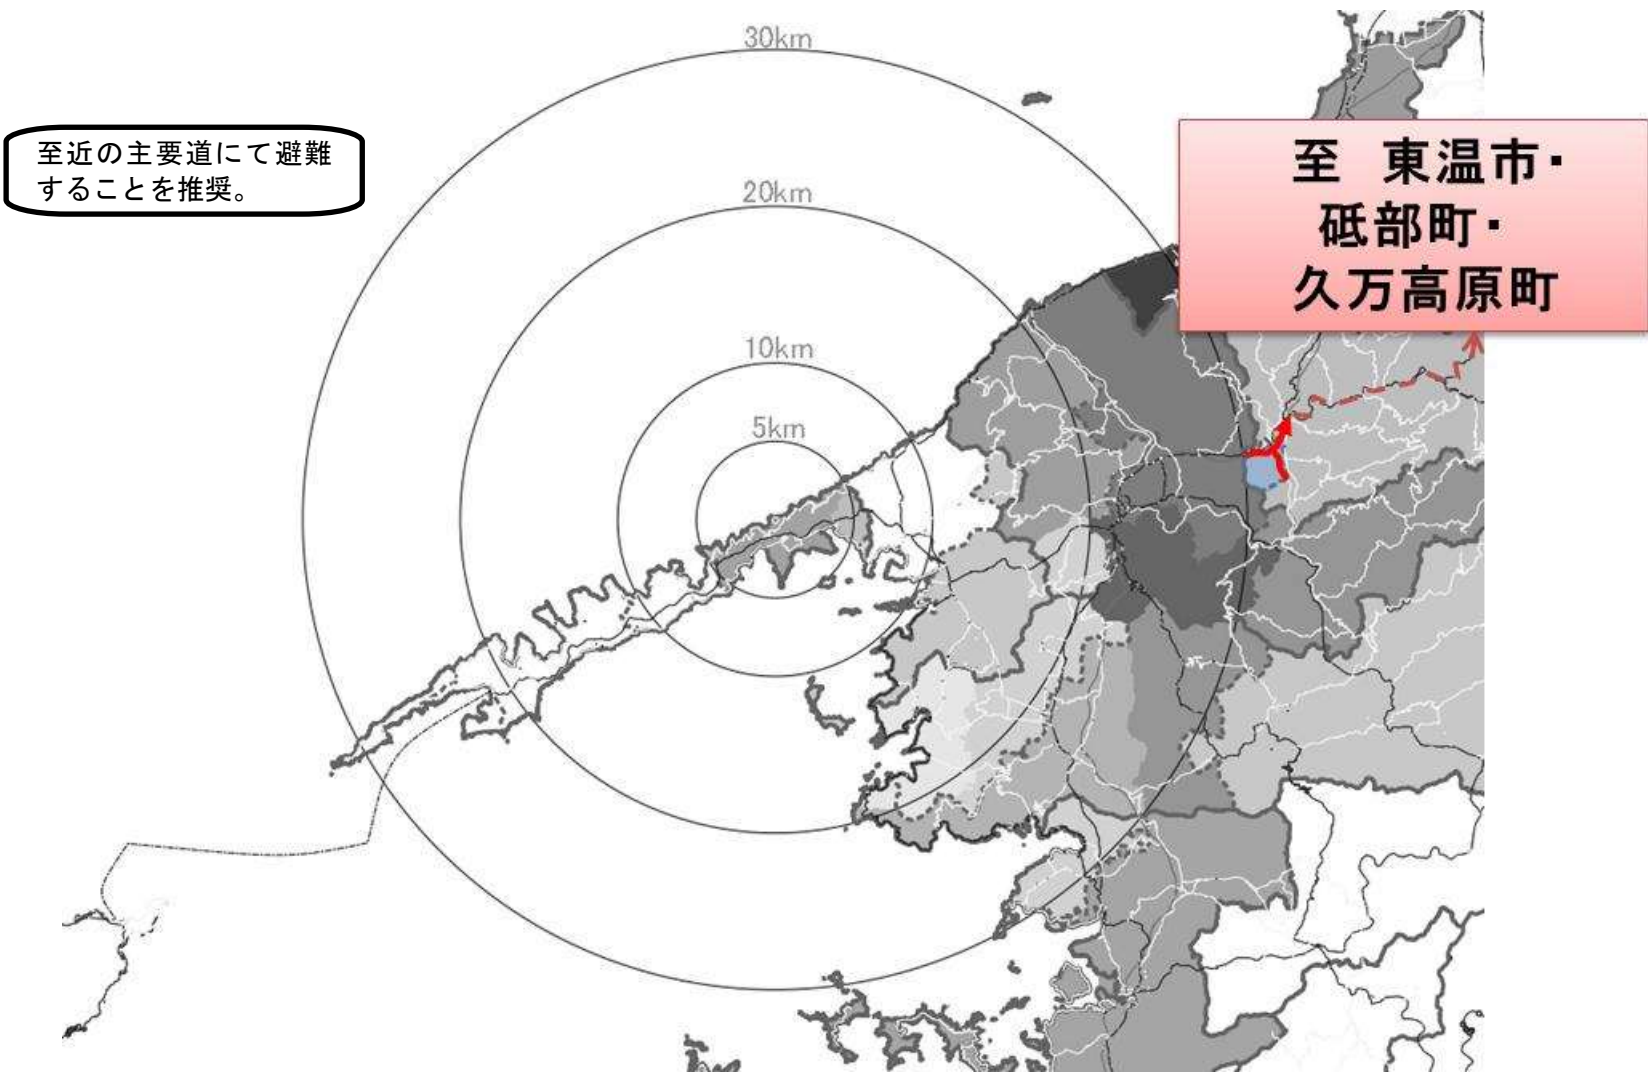 30km
至近の主要道にて避難
することを推奨。
至 東温市・
砥部町・
久万高原町
20km
10km
5km